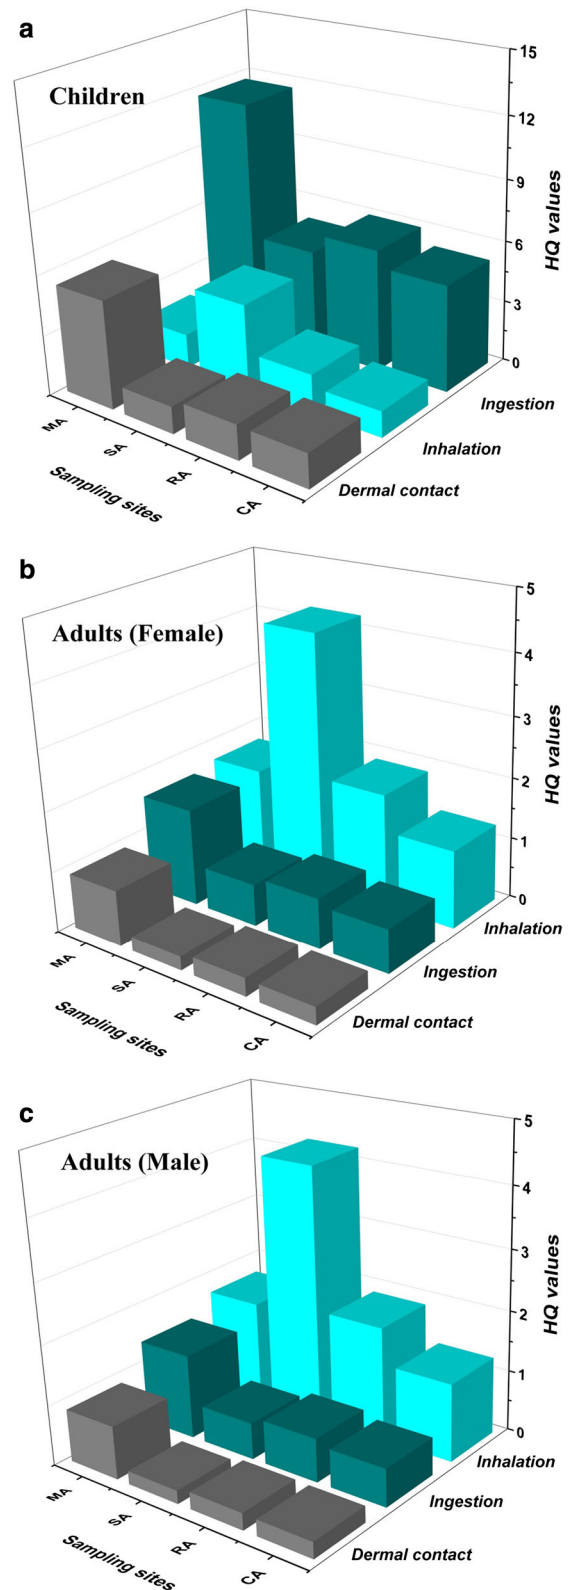 a
Children
15
12
9
6
3
0
HQ values
Ingestion
Inhalation
Dermal contact
MA
SA
RA
CA
Sampling sites
b
Adults (Female)
5
4
3
2
1
0
HQ values
Inhalation
Ingestion
Dermal contact
MA
SA
RA
CA
Sampling sites
c
Adults (Male)
5
4
3
2
1
0
HQ values
Inhalation
Ingestion
Dermal contact
MA
SA
RA
CA
Sampling sites